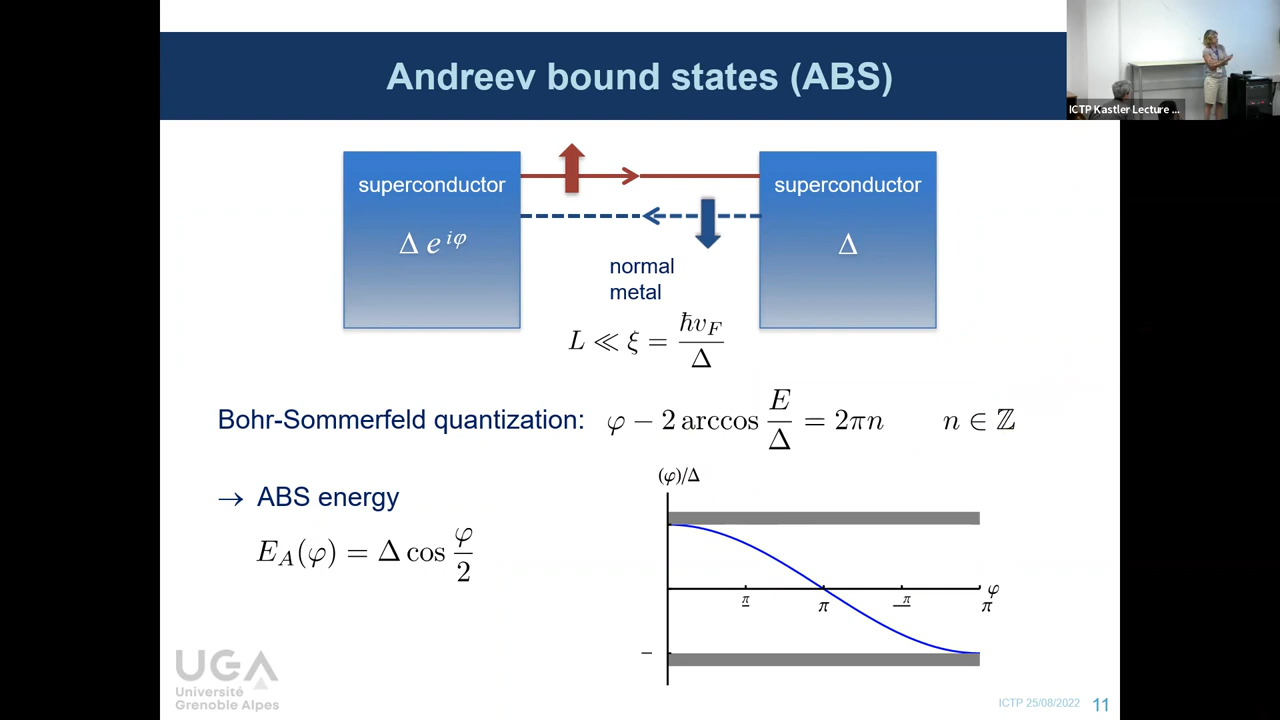 Andreev bound states (ABS)
ICTP Kastler Lecture ...
superconductor
Δ e^{iφ}
superconductor
Δ
normal
metal
L ≪ ξ = ħv_F / Δ
Bohr-Sommerfeld quantization: φ − 2 arccos E/Δ = 2πn n ∈ ℤ
→ ABS energy
E_A(φ) = Δ cos φ/2
(φ)/Δ
π
π
π
φ
π
−
UGA
Université
Grenoble Alpes
ICTP 25/08/2022 11